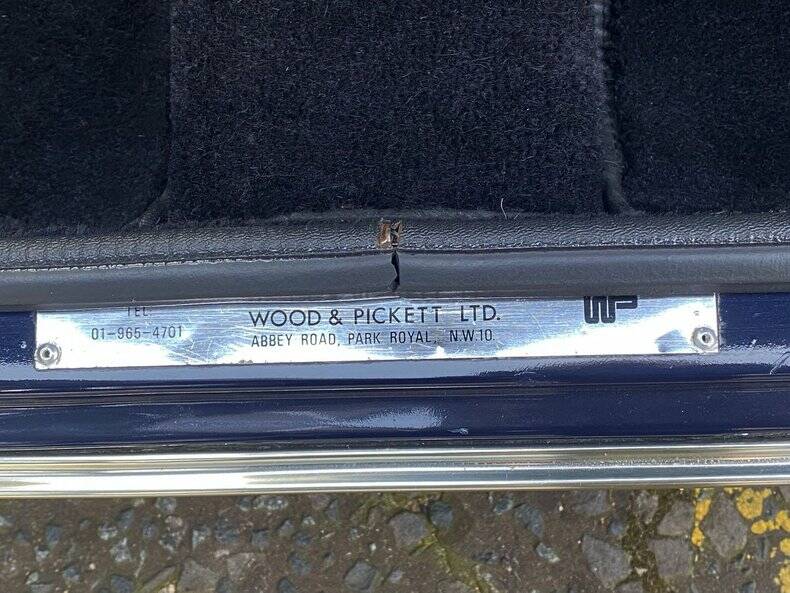 TEL.
01-965-4701
WOOD & PICKETT LTD.
ABBEY ROAD, PARK ROYAL, N.W.10.
WP